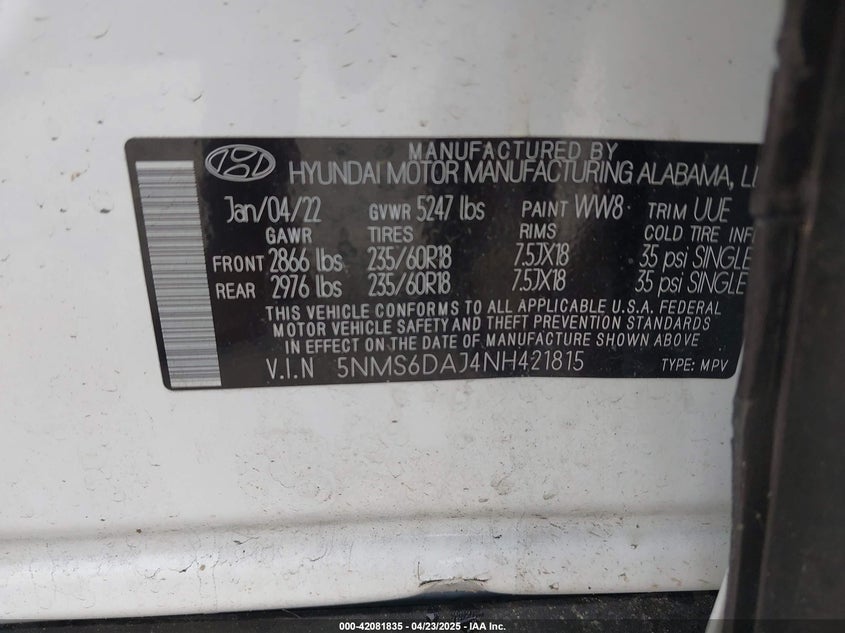 MANUFACTURED BY
HYUNDAI MOTOR MANUFACTURING ALABAMA,
Jan/04/22 GVWR 5247 lbs PAINT WW8 TRIM UUE
GAWR TIRES RIMS COLD TIRE
FRONT 2866 lbs 235/60R18 7.5JX18 35 psi SINGLE
REAR 2976 lbs 235/60R18 7.5JX18 35 psi SINGLE
THIS VEHICLE CONFORMS TO ALL APPLICABLE U.S.A. FEDERAL
MOTOR VEHICLE SAFETY AND THEFT PREVENTION STANDARDS
IN EFFECT ON THE DATE OF MANUFACTURE SHOWN ABOVE.
V.I.N 5NMS6DAJ4NH421815 TYPE: MPV
000-42081835 04/23/2025 - IAA Inc.